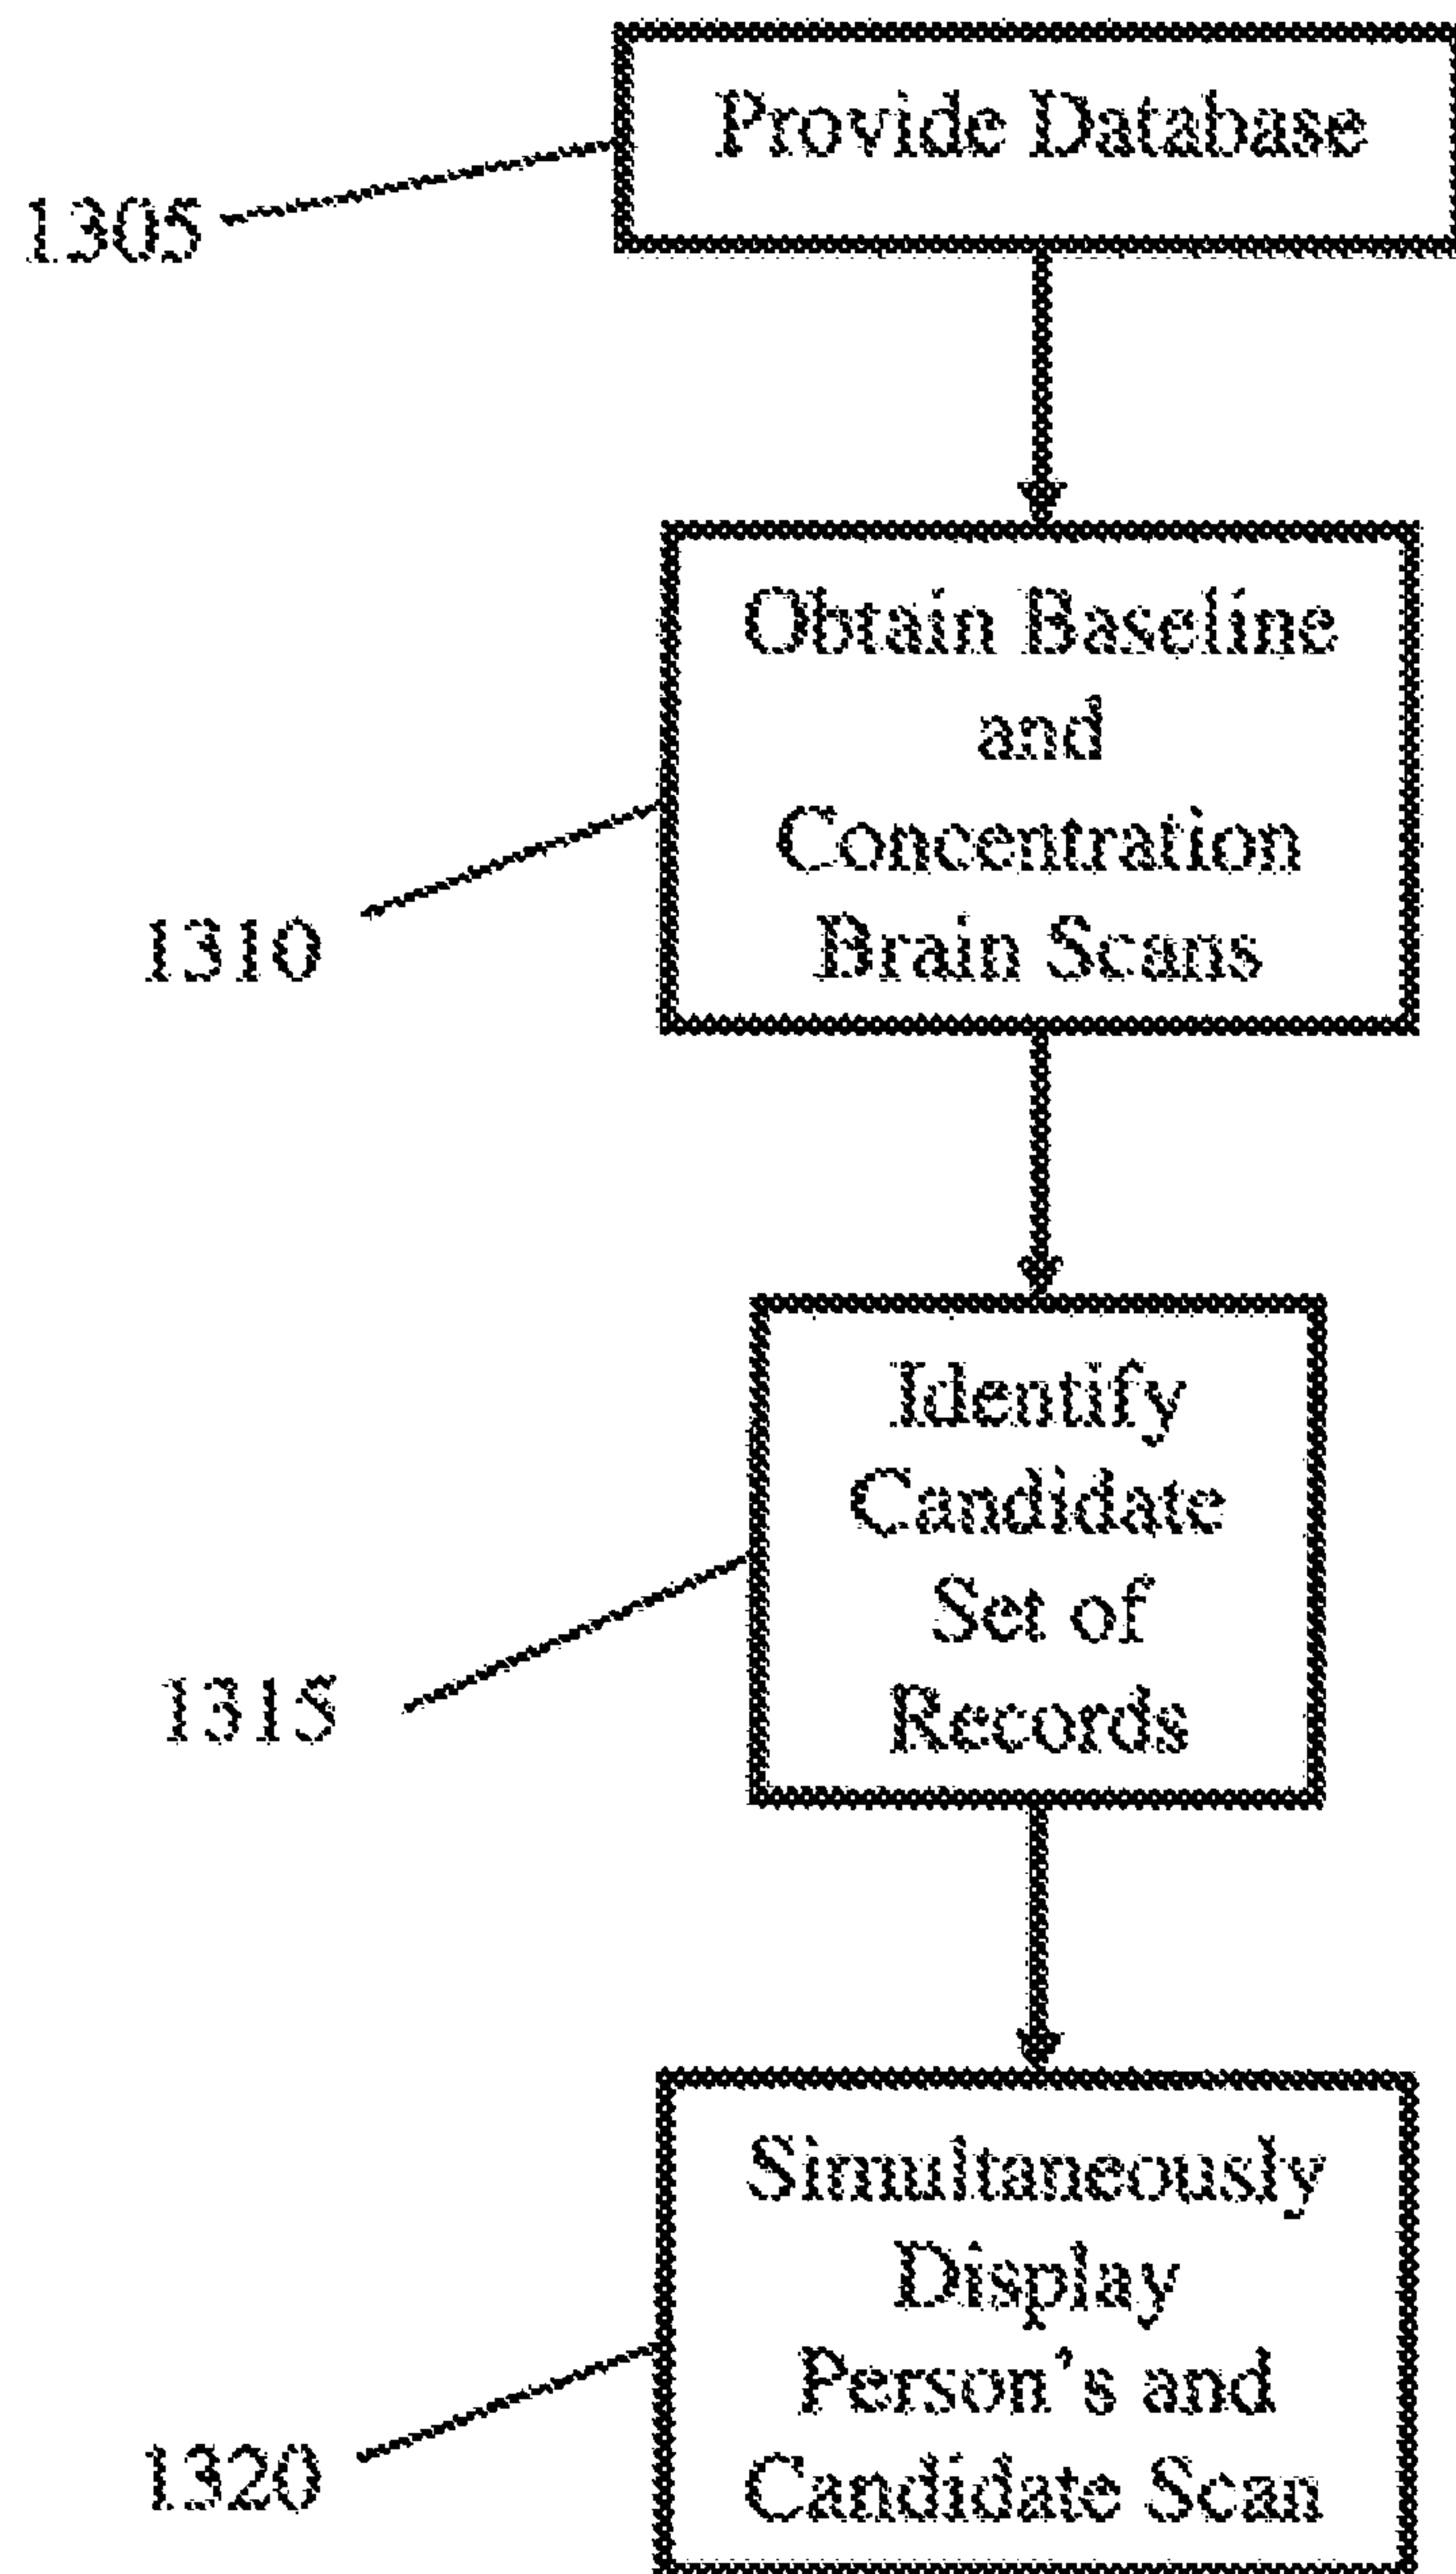 Provide Database
1305
Obtain Baseline
and
Concentration
Brain Scans
1310
Identify
Candidate
Set of
Records
1315
Simultaneously
Display
Person's and
Candidate Scan
1320